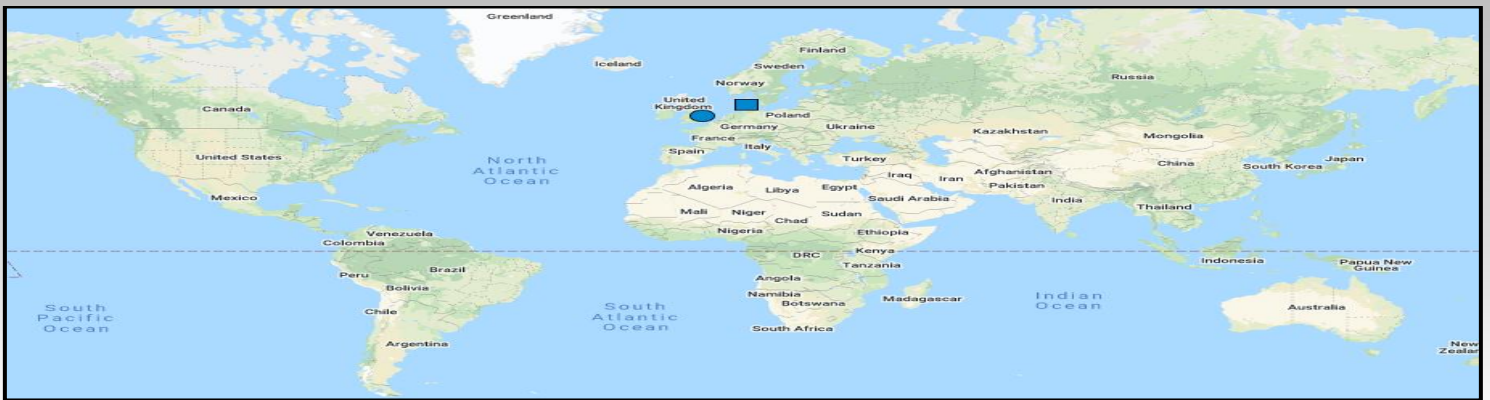 Greenland
Finland
Iceland
Sweden
Russia
Norway
Canada
United
Kingdom
Poland
Germany
Ukraine
Kazakhstan
Mongolia
France
Italy
Spain
United States
North
Atlantic
Ocean
Turkey
China
South Korea
Japan
Afghanistan
Iraq
Iran
Pakistan
Algeria
Libya
Egypt
Saudi Arabia
India
Mexico
Thailand
Mali
Niger
Chad
Sudan
Nigeria
Ethiopia
Venezuela
Colombia
Kenya
DRC
Tanzania
Indonesia
Papua New
Guinea
Peru
Brazil
Angola
Bolivia
Namibia
Botswana
Madagascar
Indian
Ocean
South
Pacific
Ocean
Chile
South
Atlantic
Ocean
Australia
South Africa
Argentina
New
Zealan